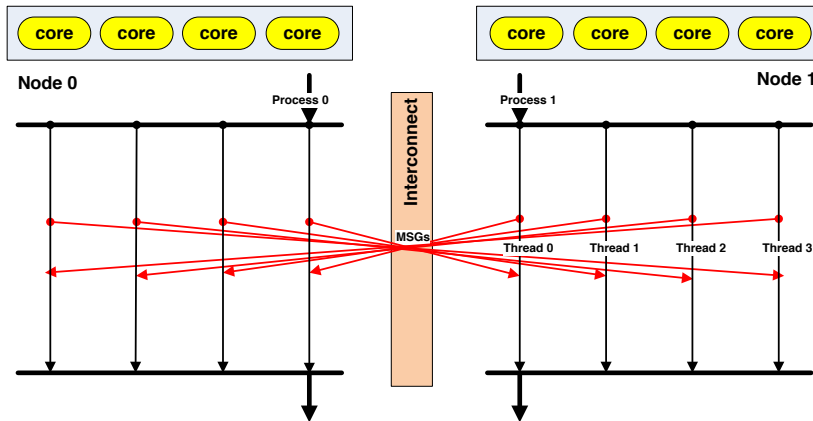 core core core core
core core core core
Node 0
Node 1
Process 0
Process 1
Interconnect
MSGs
Thread 0 Thread 1 Thread 2 Thread 3